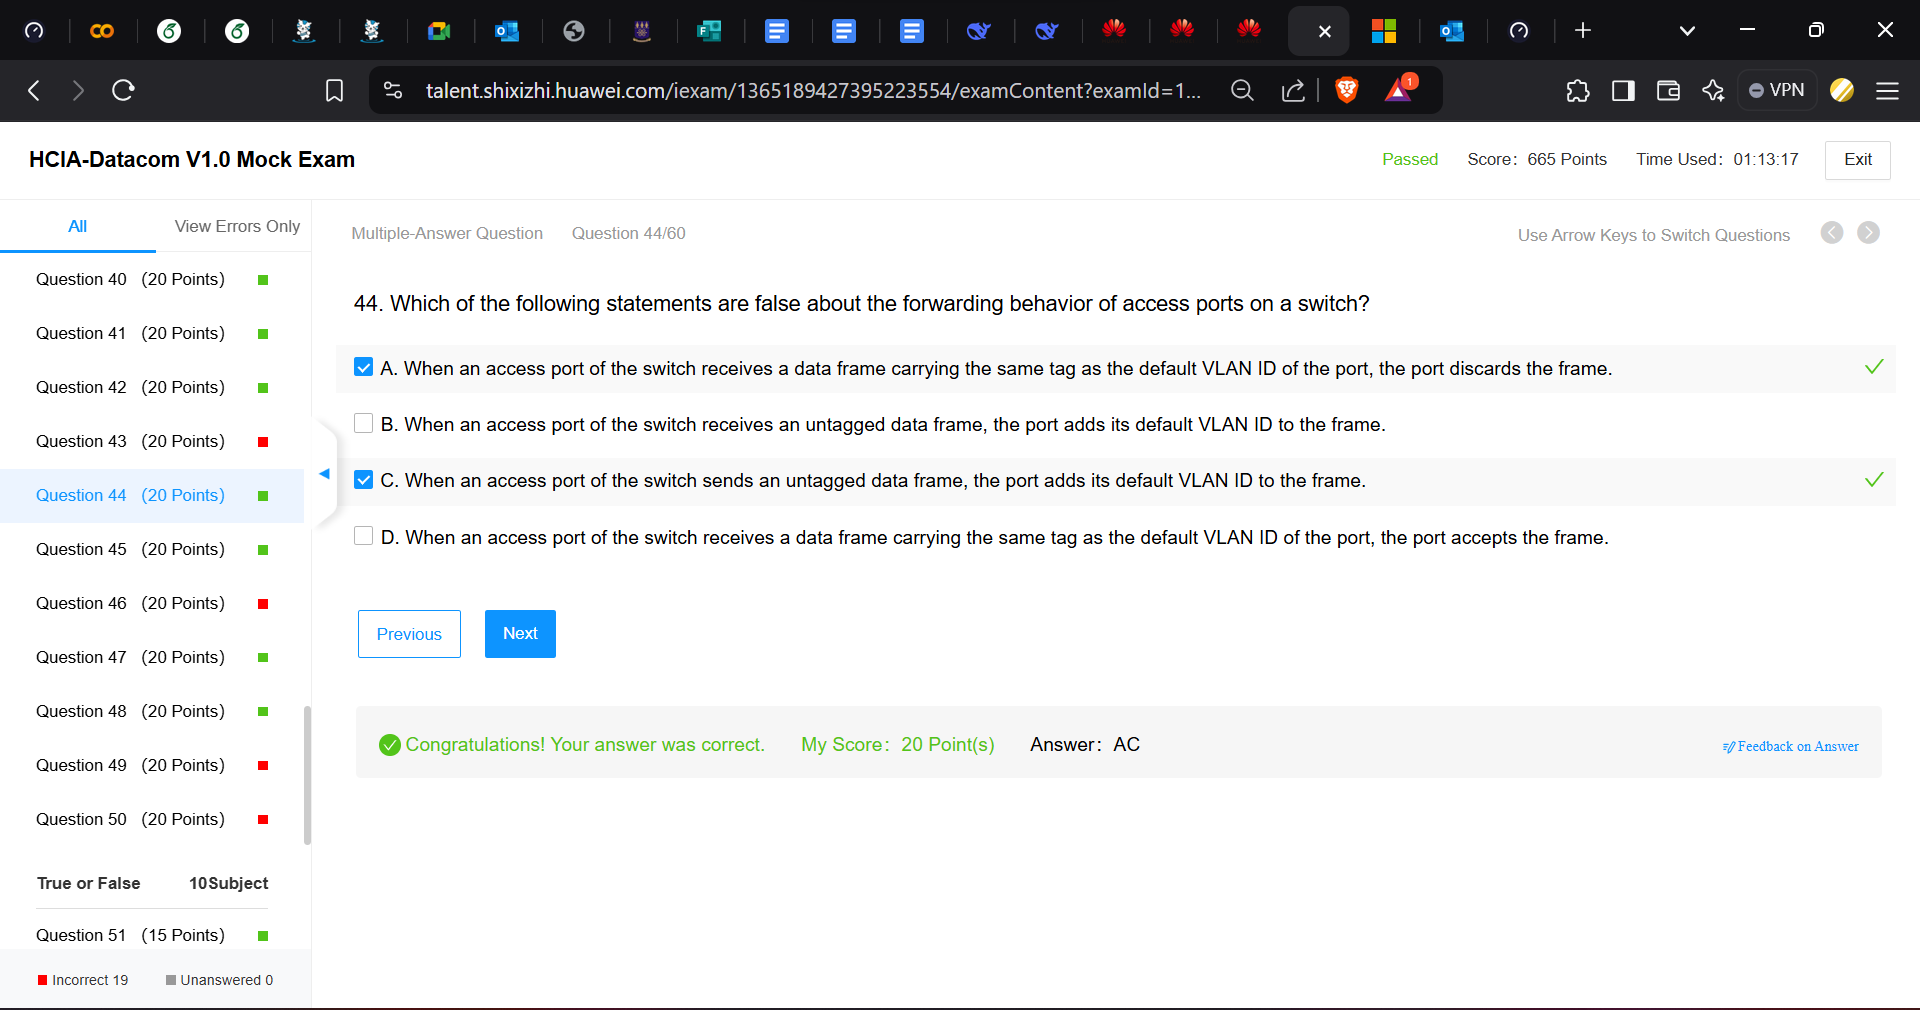 talent.shixizhi.huawei.com/iexam/1365189427395223554/examContent?examId=1...
1
VPN
HCIA-Datacom V1.0 Mock Exam
Passed Score: 665 Points Time Used: 01:13:17 Exit
All View Errors Only
Multiple-Answer Question Question 44/60
Use Arrow Keys to Switch Questions
Question 40 (20 Points)
Question 41 (20 Points)
Question 42 (20 Points)
Question 43 (20 Points)
Question 44 (20 Points)
Question 45 (20 Points)
Question 46 (20 Points)
Question 47 (20 Points)
Question 48 (20 Points)
Question 49 (20 Points)
Question 50 (20 Points)
True or False 10Subject
Question 51 (15 Points)
Incorrect 19 Unanswered 0
44. Which of the following statements are false about the forwarding behavior of access ports on a switch?
A. When an access port of the switch receives a data frame carrying the same tag as the default VLAN ID of the port, the port discards the frame.
B. When an access port of the switch receives an untagged data frame, the port adds its default VLAN ID to the frame.
C. When an access port of the switch sends an untagged data frame, the port adds its default VLAN ID to the frame.
D. When an access port of the switch receives a data frame carrying the same tag as the default VLAN ID of the port, the port accepts the frame.
Previous Next
Congratulations! Your answer was correct. My Score: 20 Point(s) Answer: AC
Feedback on Answer